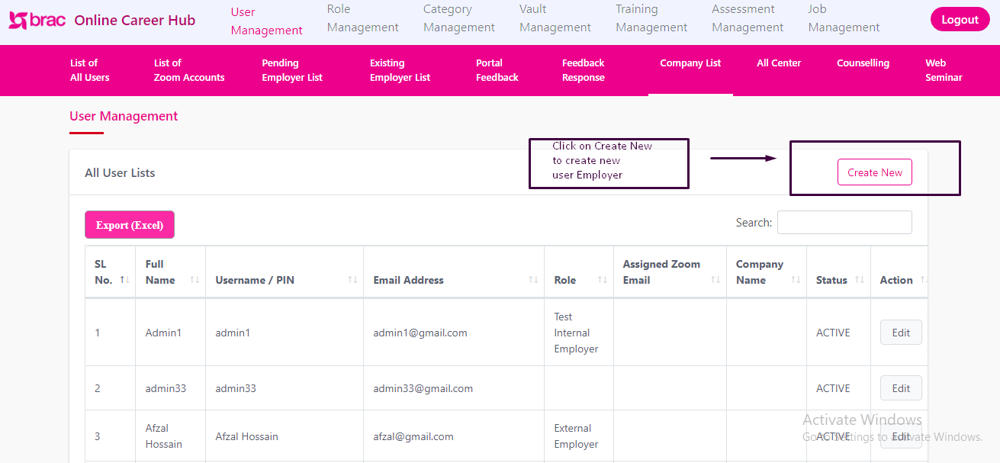 brac Online Career Hub
User
Management
Role
Management
Category
Management
Vault
Management
Training
Management
Assessment
Management
Job
Management
Logout
List of
All Users
List of
Zoom Accounts
Pending
Employer List
Existing
Employer List
Portal
Feedback
Feedback
Response
Company List
All Center
Counselling
Web
Seminar
User Management
Click on Create New
to create new
user Employer
All User Lists
Create New
Export (Excel)
Search:
SL
No.
Full
Name
Username / PIN
Email Address
Role
Assigned Zoom
Email
Company
Name
Status
Action
1
Admin1
admin1
admin1@gmail.com
Test
Internal
Employer
ACTIVE
Edit
2
admin33
admin33
admin33@gmail.com
ACTIVE
Edit
3
Afzal
Hossain
Afzal Hossain
afzal@gmail.com
External
Employer
ACTIVE
Edit
Activate Windows
Go to Settings to activate Windows.